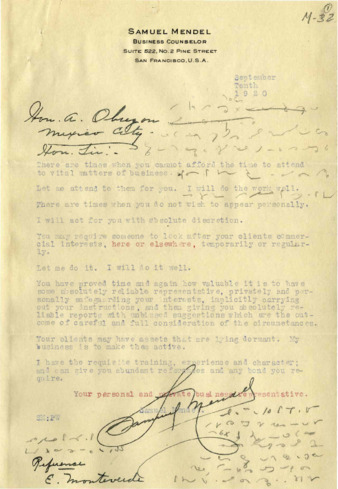 M-32
SAMUEL MENDEL
BUSINESS COUNSELOR
SUITE 522, NO. 2 PINE STREET
SAN FRANCISCO, U.S.A.
September
Tenth
1920
Hon. A. Obregon
Mexico City.-
Hon. Sir:-
There are times when you cannot afford the time to attend
to vital matters of business.
Let me attend to them for you. I will do the work well.
There are times when you do not wish to appear personally.
I will act for you with absolute discretion.
You may require someone to look after your clients commer-
cial interests, here or elsewhere, temporarily or regular-
ly.
Let me do it. I will do it well.
You have proved time and again how valuable it is to have
some absolutely reliable representative, privately and per-
sonally safeguarding your interests, implicitly carrying
out your instructions, and then giving you absolutely re-
liable reports with unbiased suggestions which are the out-
come of careful and full consideration of the circumstances.
Your clients may have assets that are lying dormant. My
business is to make them active.
I have the requisite training, experience and character;
and can give you abundant references and may bond you re-
quire.
Your personal and private business representative.
Samuel Mendel
Samuel Mendel
Reference
E. Monteverde